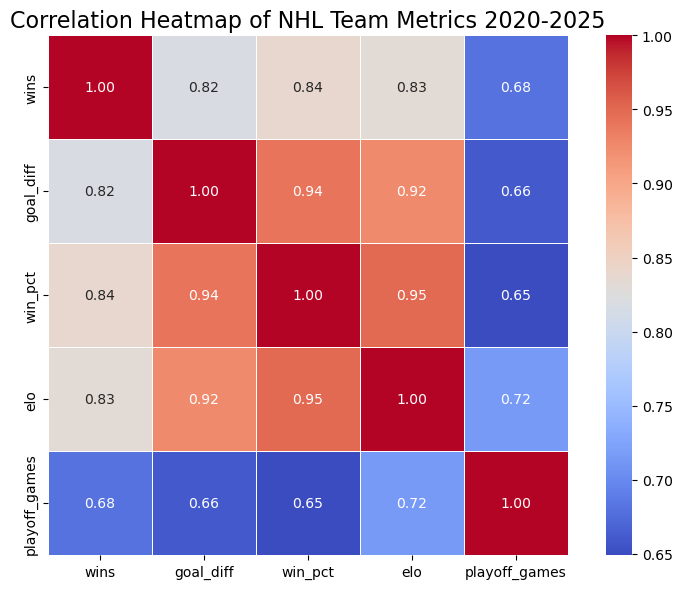 Correlation Heatmap of NHL Team Metrics 2020-2025
wins
1.00 0.82 0.84 0.83 0.68
goal_diff
0.82 1.00 0.94 0.92 0.66
win_pct
0.84 0.94 1.00 0.95 0.65
elo
0.83 0.92 0.95 1.00 0.72
playoff_games
0.68 0.66 0.65 0.72 1.00
wins goal_diff win_pct elo playoff_games
1.00
0.95
0.90
0.85
0.80
0.75
0.70
0.65